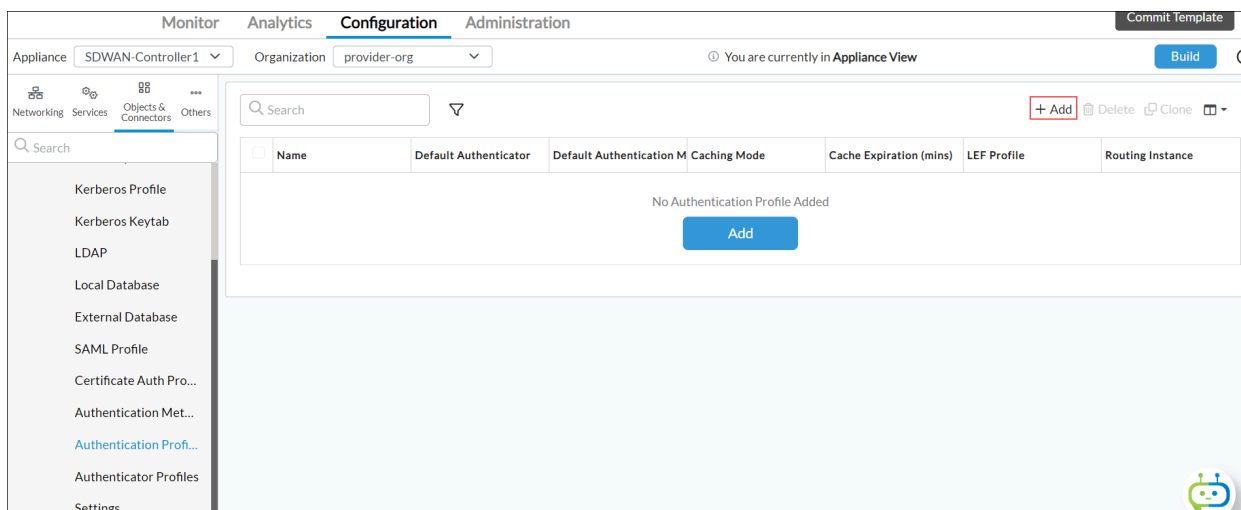 Monitor Analytics Configuration Administration Commit Template
Appliance SDWAN-Controller1 Organization provider-org You are currently in Appliance View Build
Networking Services Objects & Connectors Others
Search
Search + Add Delete Clone
Name Default Authenticator Default Authentication M Caching Mode Cache Expiration (mins) LEF Profile Routing Instance
No Authentication Profile Added
Add
Kerberos Profile
Kerberos Keytab
LDAP
Local Database
External Database
SAML Profile
Certificate Auth Pro...
Authentication Met...
Authentication Profi...
Authenticator Profiles
Settings